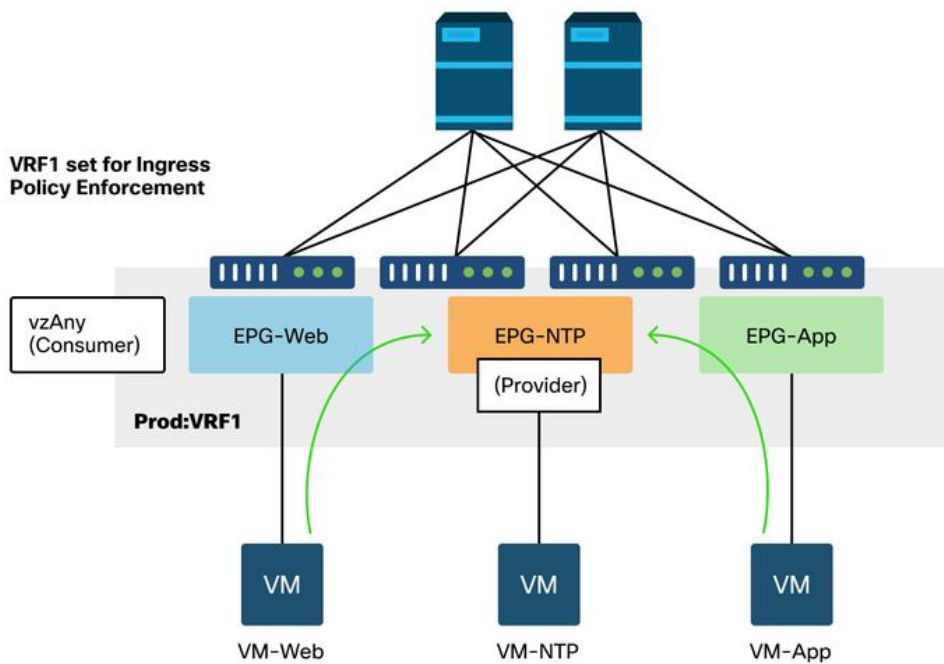 VRF1 set for Ingress
Policy Enforcement
vzAny
(Consumer)
EPG-Web
EPG-NTP
EPG-App
(Provider)
Prod:VRF1
VM
VM
VM
VM-Web
VM-NTP
VM-App